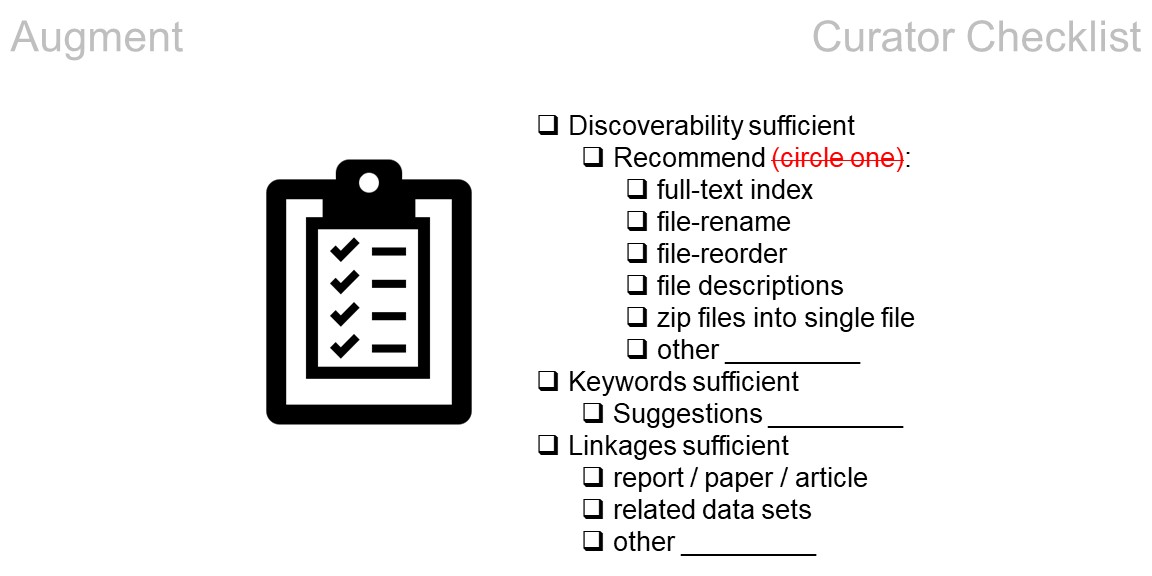 Augment
Curator Checklist
❑ Discoverability sufficient
❑ Recommend (circle one):
❑ full-text index
❑ file-rename
❑ file-reorder
❑ file descriptions
❑ zip files into single file
❑ other _________
❑ Keywords sufficient
❑ Suggestions _________
❑ Linkages sufficient
❑ report / paper / article
❑ related data sets
❑ other _________